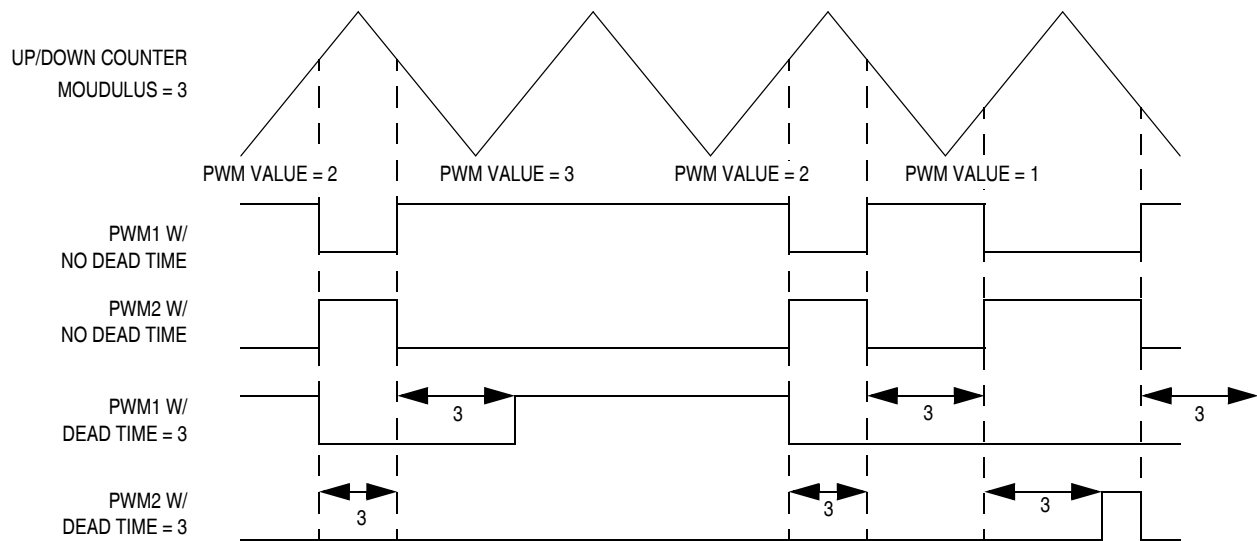 UP/DOWN COUNTER
MOUDULUS = 3
PWM VALUE = 2
PWM VALUE = 3
PWM VALUE = 2
PWM VALUE = 1
PWM1 W/
NO DEAD TIME
PWM2 W/
NO DEAD TIME
PWM1 W/
DEAD TIME = 3
3
3
3
PWM2 W/
DEAD TIME = 3
3
3
3